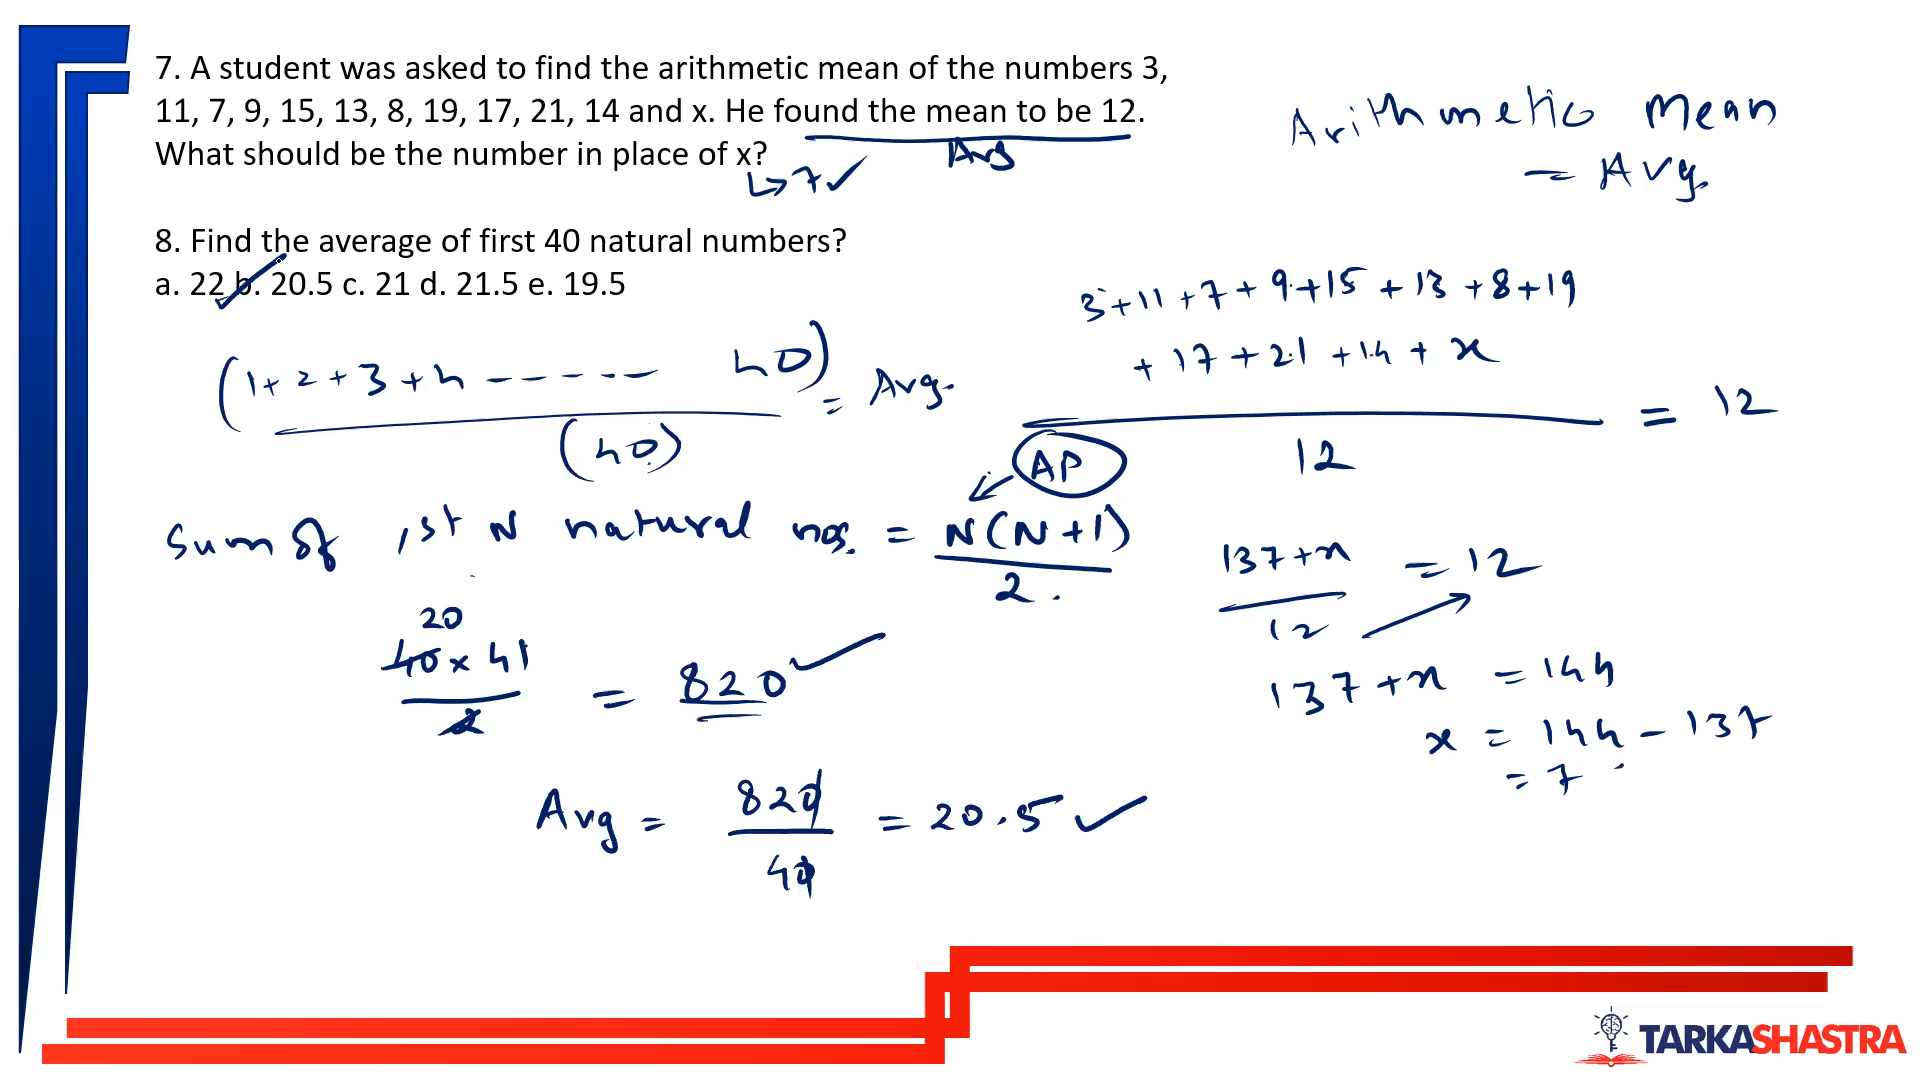 7. A student was asked to find the arithmetic mean of the numbers 3,
11, 7, 9, 15, 13, 8, 19, 17, 21, 14 and x. He found the mean to be 12.
What should be the number in place of x?
Avg
↳ 7 ✓
Arithmetic Mean
= Avg.
8. Find the average of first 40 natural numbers?
a. 22 b. 20.5 c. 21 d. 21.5 e. 19.5
(1+2+3+4 ------ 40)
(40)
= Avg.
Sum of 1st N natural nos. = N(N+1)
2.
AP
20
40 x 41
2
= 820 ✓
Avg = 820
40
= 20.5 ✓
3+11+7+9+15+13+8+19
+17+21+14+x
12
= 12
137+x
12
= 12
137+x = 144
x = 144 - 137
= 7
TARKASHASTRA